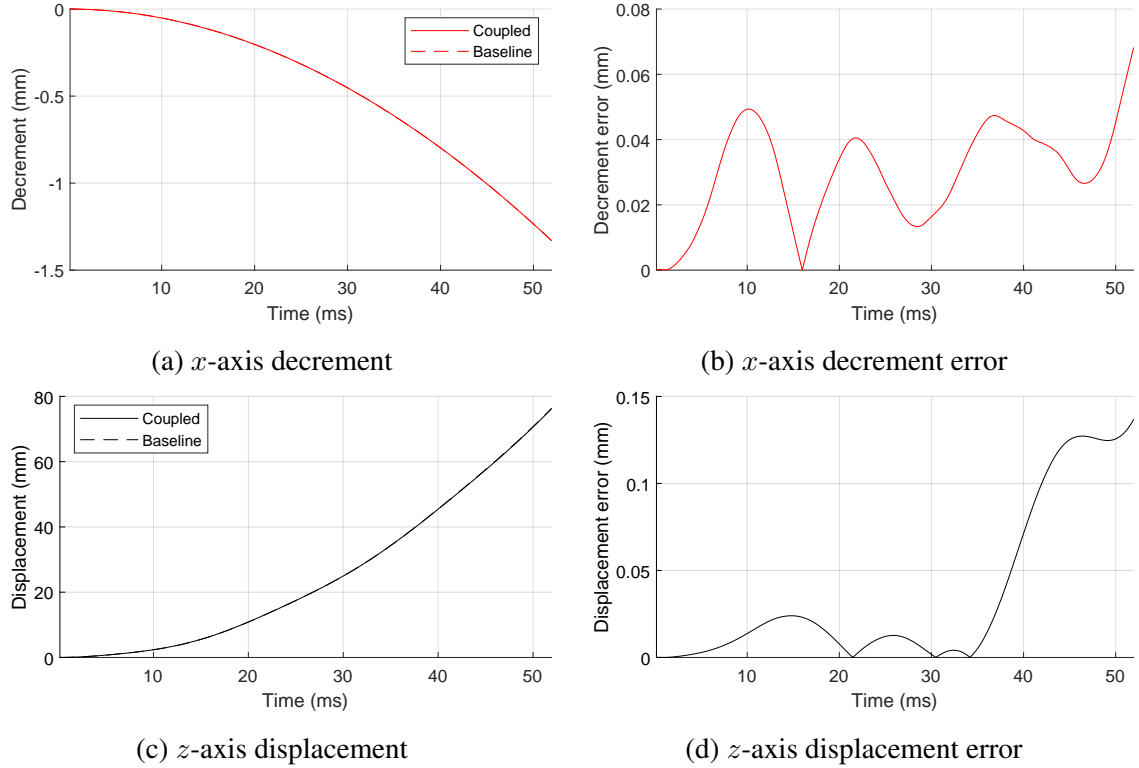 0
-0.5
-1
-1.5
10
20
30
40
50
Decrement (mm)
Time (ms)
Coupled
Baseline
(a) x-axis decrement
0.08
0.06
0.04
0.02
0
10
20
30
40
50
Decrement error (mm)
Time (ms)
(b) x-axis decrement error
80
60
40
20
0
10
20
30
40
50
Displacement (mm)
Time (ms)
Coupled
Baseline
(c) z-axis displacement
0.15
0.1
0.05
0
10
20
30
40
50
Displacement error (mm)
Time (ms)
(d) z-axis displacement error